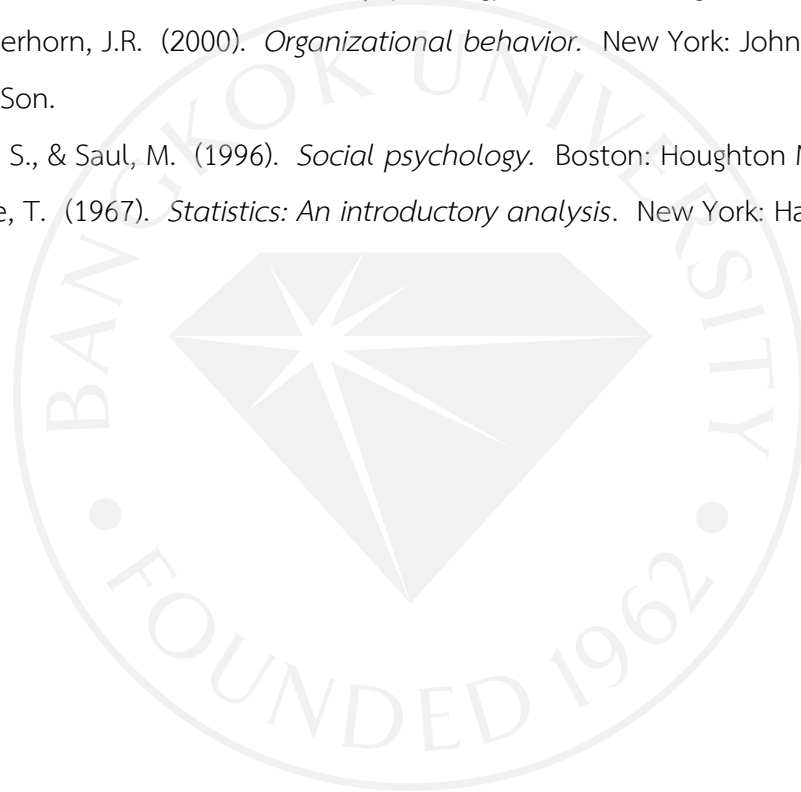 erhorn, J.R. (2000). Organizational behavior. New York: John
Son.
S., & Saul, M. (1996). Social psychology. Boston: Houghton
e, T. (1967). Statistics: An introductory analysis. New York: Ha
BANGKOK UNIVERSITY
FOUNDED 1962